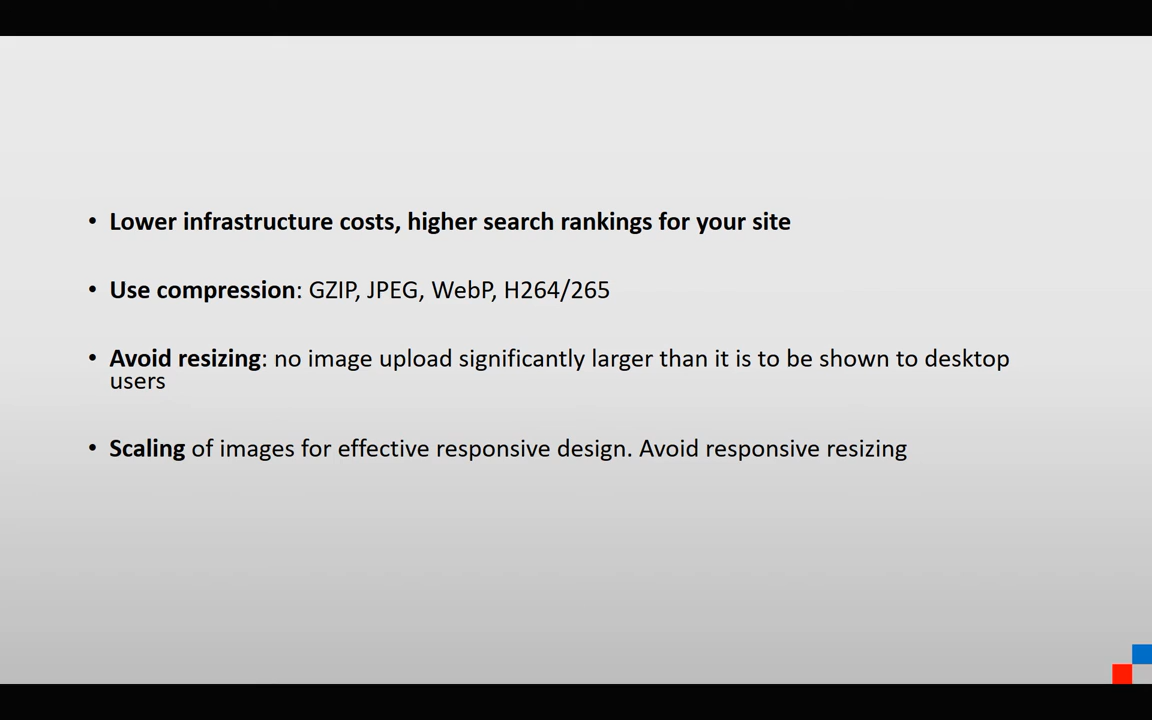 • Lower infrastructure costs, higher search rankings for your site
• Use compression: GZIP, JPEG, WebP, H264/265
• Avoid resizing: no image upload significantly larger than it is to be shown to desktop
users
• Scaling of images for effective responsive design. Avoid responsive resizing